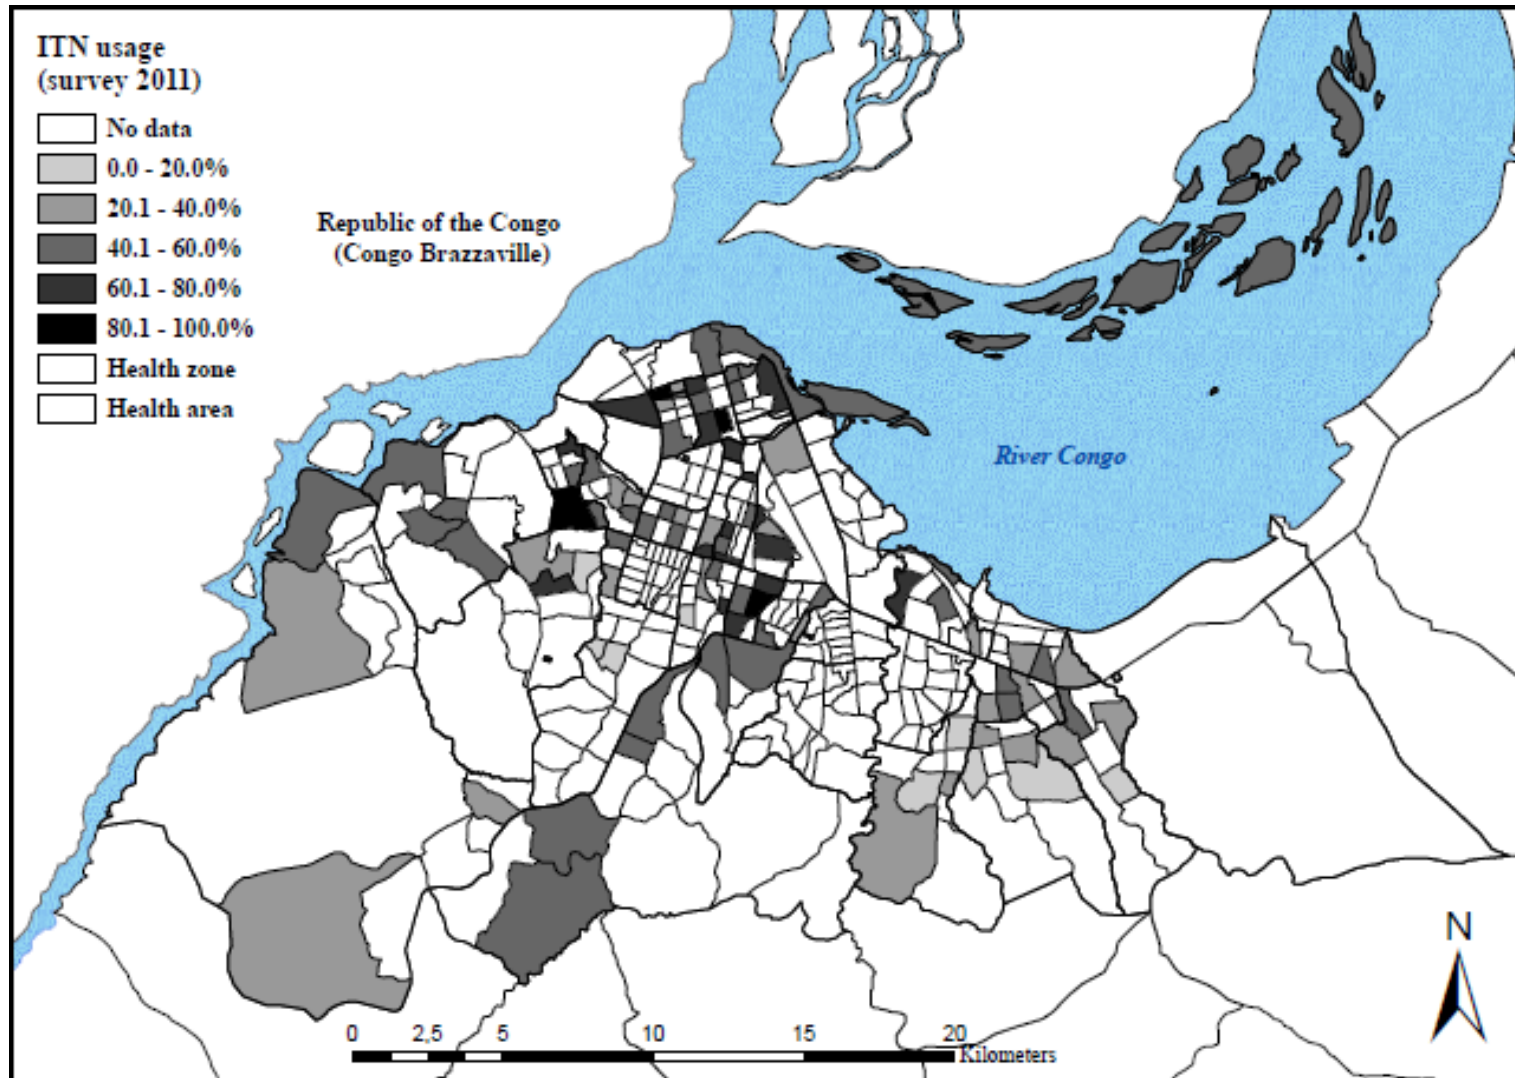 ITN usage
(survey 2011)
No data
0.0 - 20.0%
20.1 - 40.0%
40.1 - 60.0%
60.1 - 80.0%
80.1 - 100.0%
Health zone
Health area
Republic of the Congo
(Congo Brazzaville)
River Congo
N
0 2,5 5 10 15 20
Kilometers